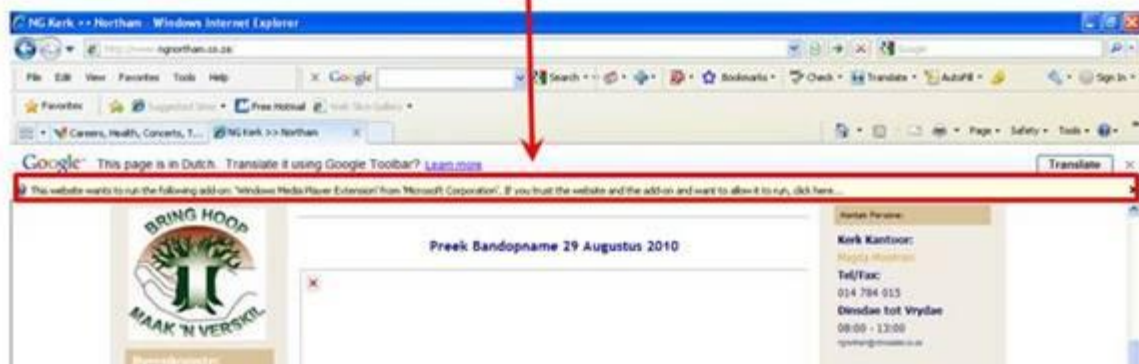 NG Kerk >> Northam - Windows Internet Explorer
ngnortham.co.za
Google
File Edit View Favorites Tools Help
Google Search Bookmarks Check Translate AutoFill Sign In
Favorites Suggested Sites Free Hotmail
Careers, Health, Concerts, T... NG Kerk >> Northam Page Safety Tools
Google This page is in Dutch. Translate it using Google Toolbar? Learn more Translate
This website wants to run the following add-on: 'Windows Media Player Extension' from 'Microsoft Corporation'. If you trust the website and the add-on and want to allow it to run, click here...
BRING HOOP
MAAK 'N VERSKIL
Preek Bandopname 29 Augustus 2010
Kontak Persone:
Kerk Kantoor:
Tel/Fax:
014 784 015
Dinsdae tot Vrydae
08:00 - 13:00